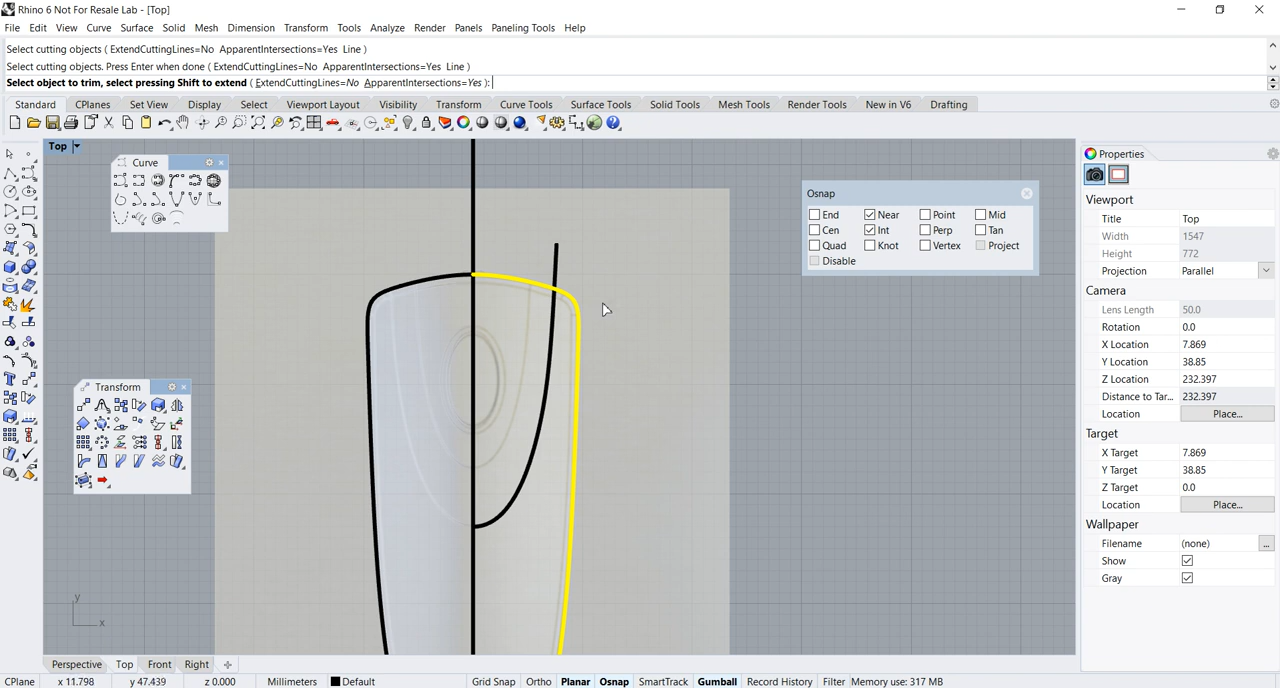 Rhino 6 Not For Resale Lab - [Top]
File Edit View Curve Surface Solid Mesh Dimension Transform Tools Analyze Render Panels Paneling Tools Help
Select cutting objects ( ExtendCuttingLines=No ApparentIntersections=Yes Line )
Select cutting objects. Press Enter when done ( ExtendCuttingLines=No ApparentIntersections=Yes Line )
Select object to trim, select pressing Shift to extend ( ExtendCuttingLines=No ApparentIntersections=Yes ):
Standard CPlanes Set View Display Select Viewport Layout Visibility Transform Curve Tools Surface Tools Solid Tools Mesh Tools Render Tools New in V6 Drafting
Top
Curve
Transform
Osnap
End Near Point Mid
Cen Int Perp Tan
Quad Knot Vertex Project
Disable
y
x
Properties
Viewport
Title Top
Width 1547
Height 772
Projection Parallel
Camera
Lens Length 50.0
Rotation 0.0
X Location 7.869
Y Location 38.85
Z Location 232.397
Distance to Tar... 232.397
Location Place...
Target
X Target 7.869
Y Target 38.85
Z Target 0.0
Location Place...
Wallpaper
Filename (none) ...
Show
Gray
Perspective Top Front Right
CPlane x 11.798 y 47.439 z 0.000 Millimeters Default Grid Snap Ortho Planar Osnap SmartTrack Gumball Record History Filter Memory use: 317 MB